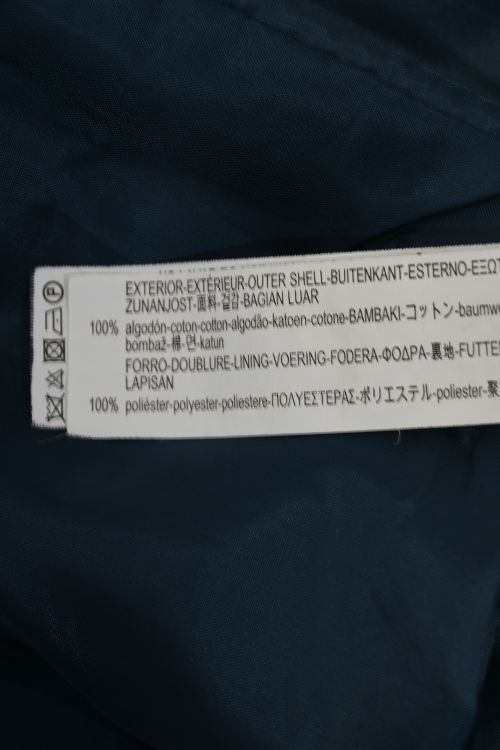 EXTERIOR-EXTÉRIEUR-OUTER SHELL-BUITENKANT-ESTERNO-ΕΞΩΤ
ZUNANJOST-面料-겉감-BAGIAN LUAR
100% algodón-coton-cotton-algodão-katoen-cotone-BAMBAKI-コットン-baumwo
bombaž-棉-면-katun
FORRO-DOUBLURE-LINING-VOERING-FODERA-ΦΟΔΡΑ-裏地-FUTTER
LAPISAN
100% poliéster-polyester-poliestere-ΠΟΛΥΕΣΤΕΡΑΣ-ポリエステル-poliester-聚
P